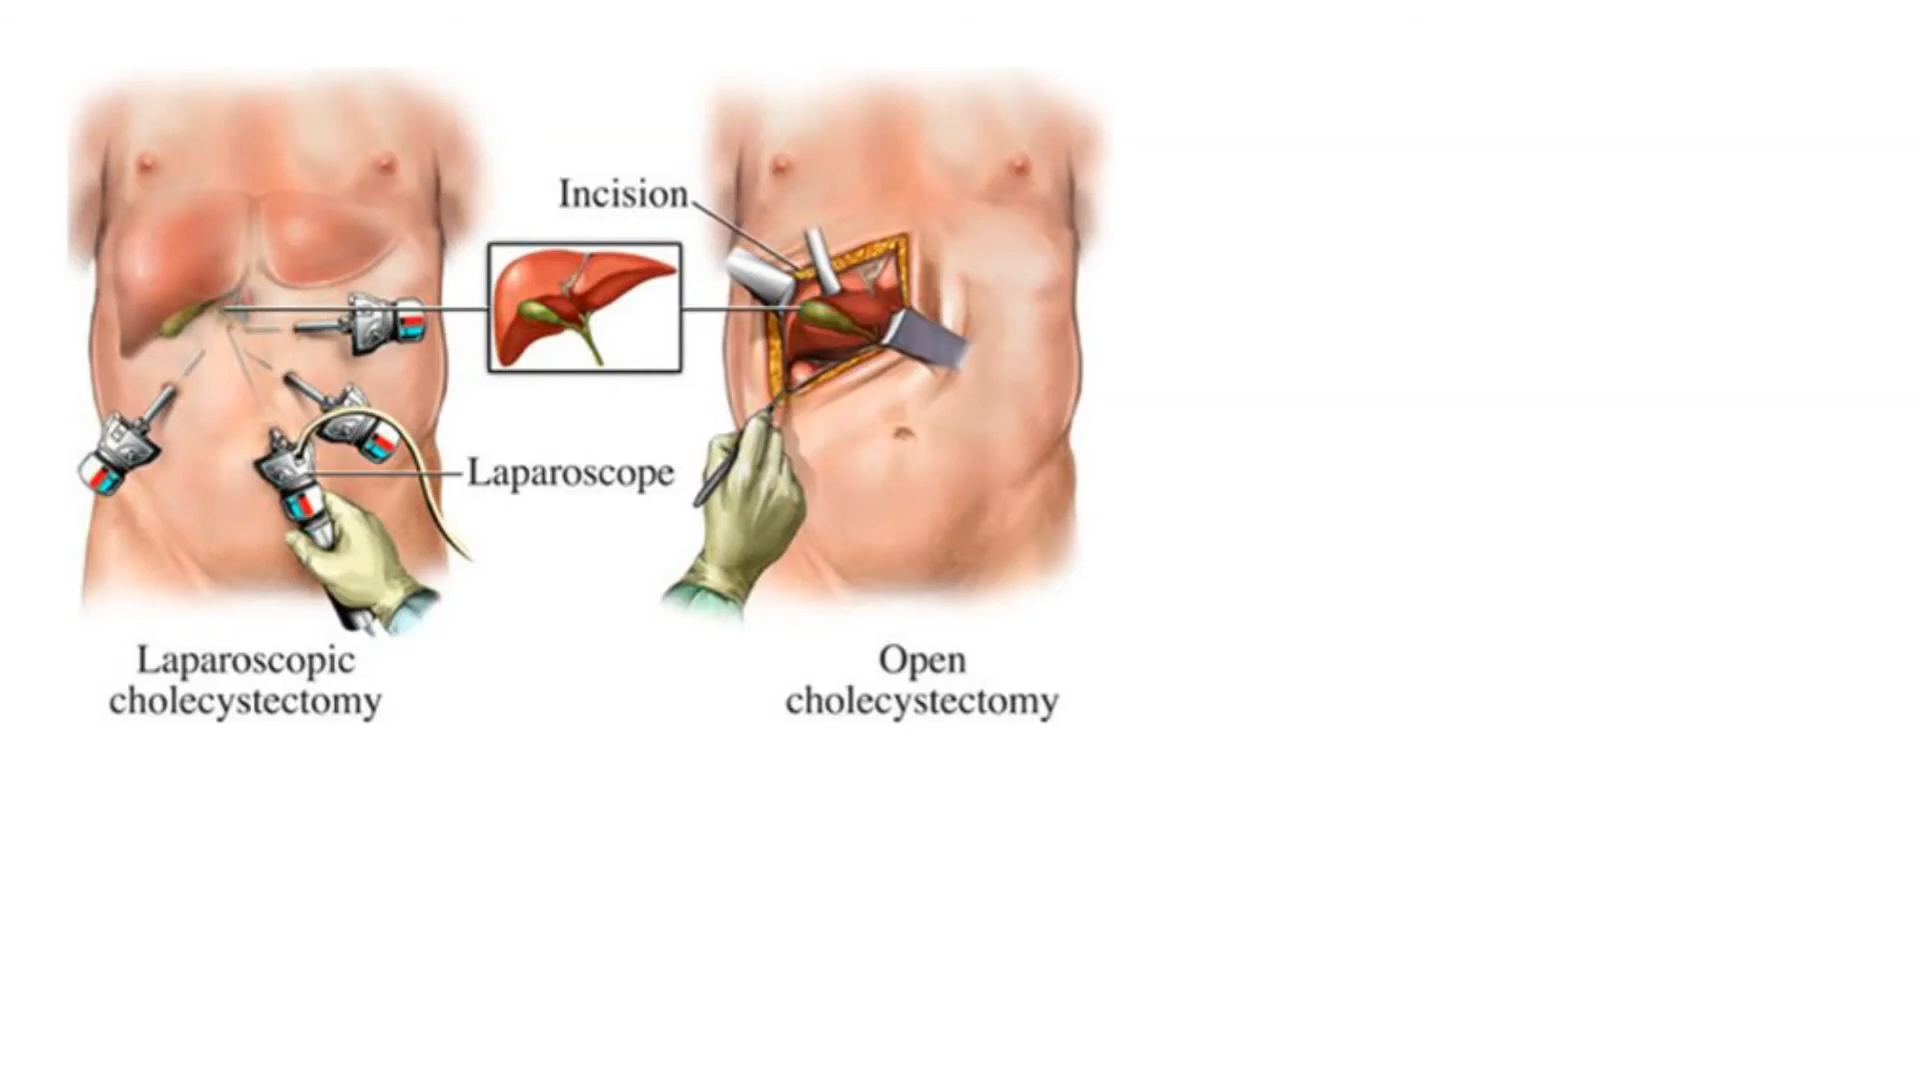 Incision
Laparoscope
Laparoscopic
cholecystectomy
Open
cholecystectomy